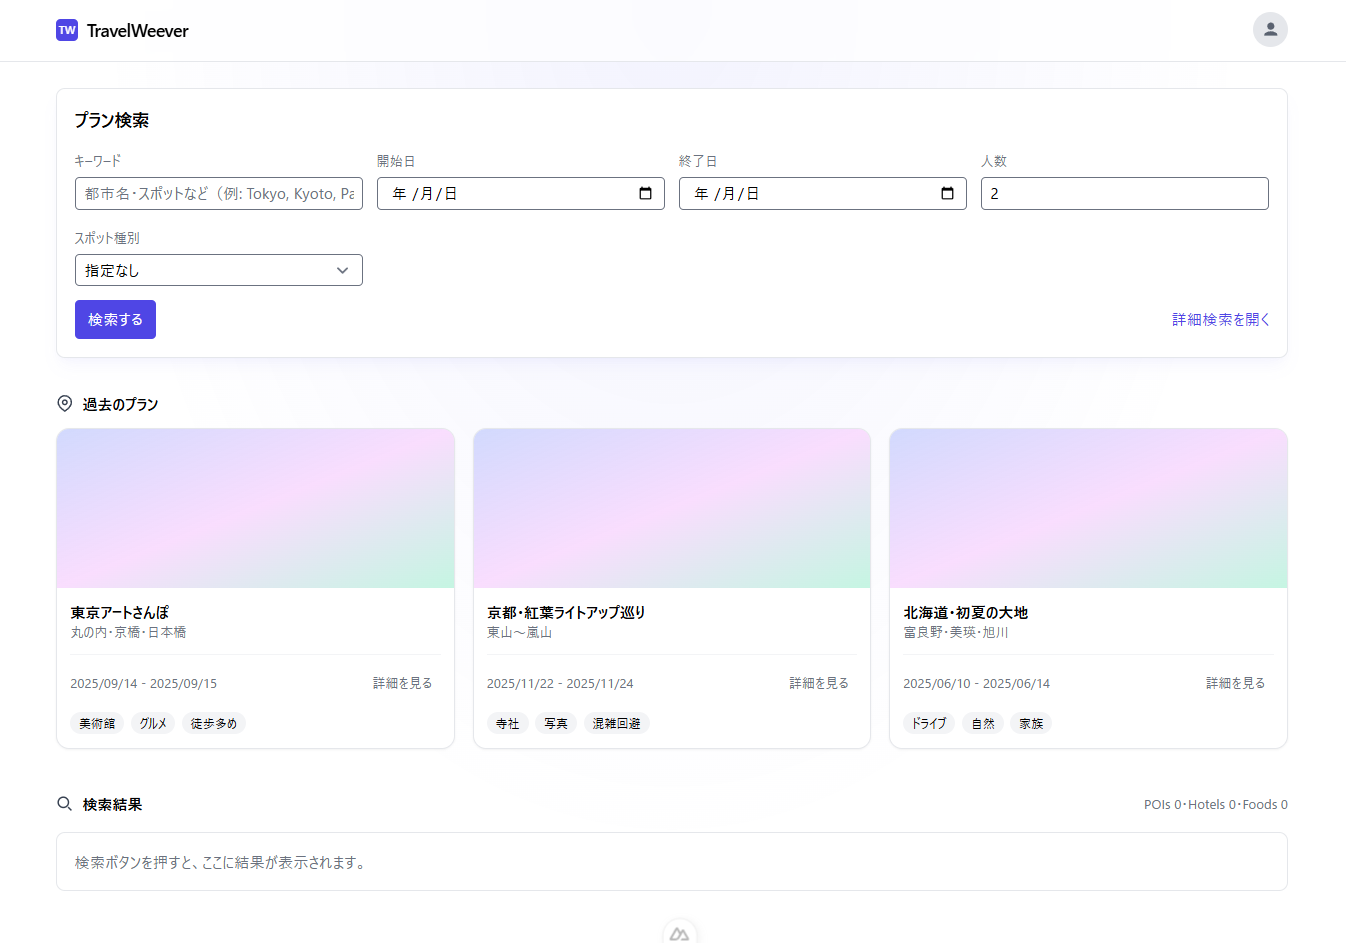 TW TravelWeever
プラン検索
キーワード 開始日 終了日 人数
都市名・スポットなど（例: Tokyo, Kyoto, Pa 年 /月/日 年 /月/日 2
スポット種別
指定なし
検索する 詳細検索を開く
過去のプラン
東京アートさんぽ
丸の内・京橋・日本橋
2025/09/14 - 2025/09/15 詳細を見る
美術館 グルメ 徒歩多め
京都・紅葉ライトアップ巡り
東山〜嵐山
2025/11/22 - 2025/11/24 詳細を見る
寺社 写真 混雑回避
北海道・初夏の大地
富良野・美瑛・旭川
2025/06/10 - 2025/06/14 詳細を見る
ドライブ 自然 家族
検索結果 POIs 0・Hotels 0・Foods 0
検索ボタンを押すと、ここに結果が表示されます。